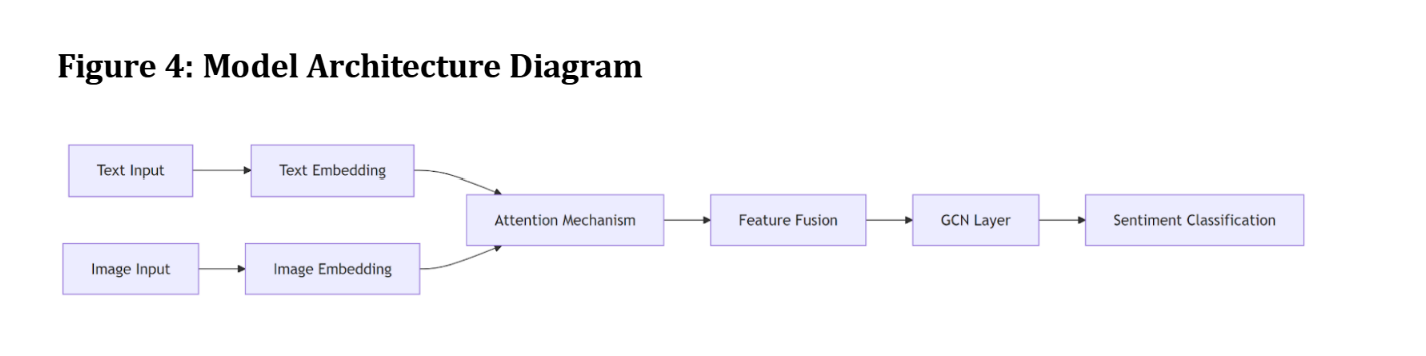 Figure 4: Model Architecture Diagram
Text Input
Text Embedding
Image Input
Image Embedding
Attention Mechanism
Feature Fusion
GCN Layer
Sentiment Classification